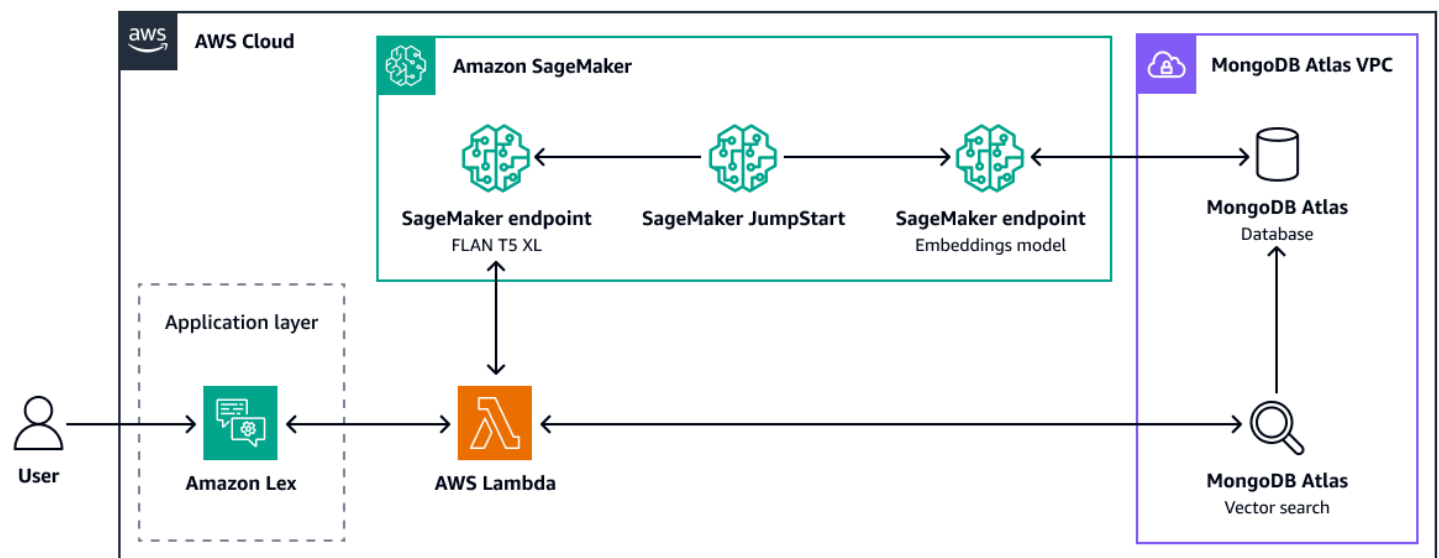 aws
AWS Cloud
Amazon SageMaker
MongoDB Atlas VPC
SageMaker endpoint
FLAN T5 XL
SageMaker JumpStart
SageMaker endpoint
Embeddings model
MongoDB Atlas
Database
Application layer
User
Amazon Lex
AWS Lambda
MongoDB Atlas
Vector search